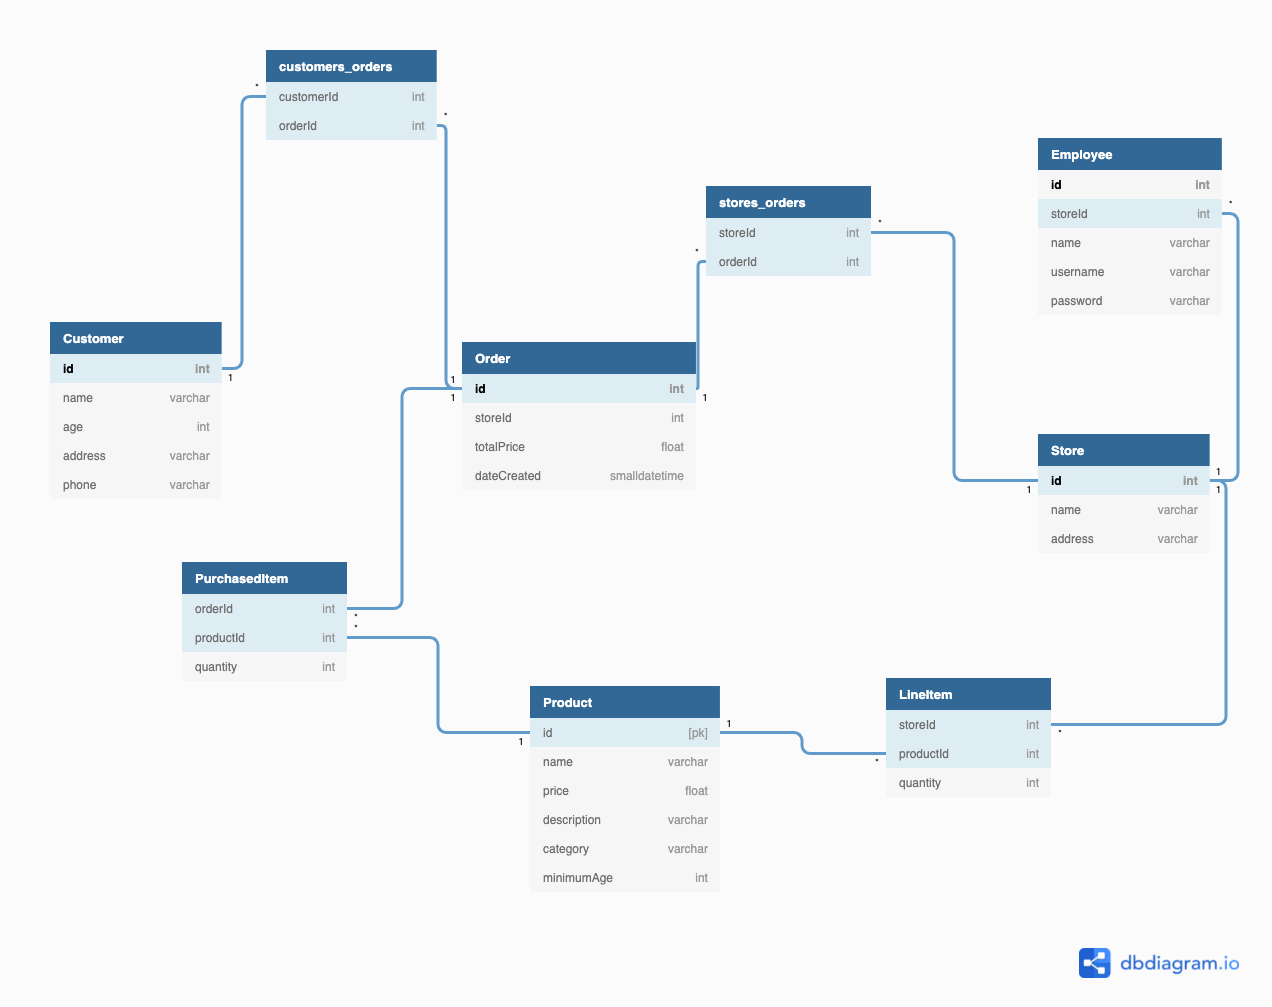 customers_orders
customerId int
orderId int
*
*
Employee
id int
storeId int
name varchar
username varchar
password varchar
*
stores_orders
storeId int
orderId int
*
*
Customer
id int
name varchar
age int
address varchar
phone varchar
1
Order
id int
storeId int
totalPrice float
dateCreated smalldatetime
1
1
1
Store
id int
name varchar
address varchar
1
1
1
PurchasedItem
orderId int
productId int
quantity int
*
*
Product
id [pk]
name varchar
price float
description varchar
category varchar
minimumAge int
1
1
LineItem
storeId int
productId int
quantity int
*
*
dbdiagram.io